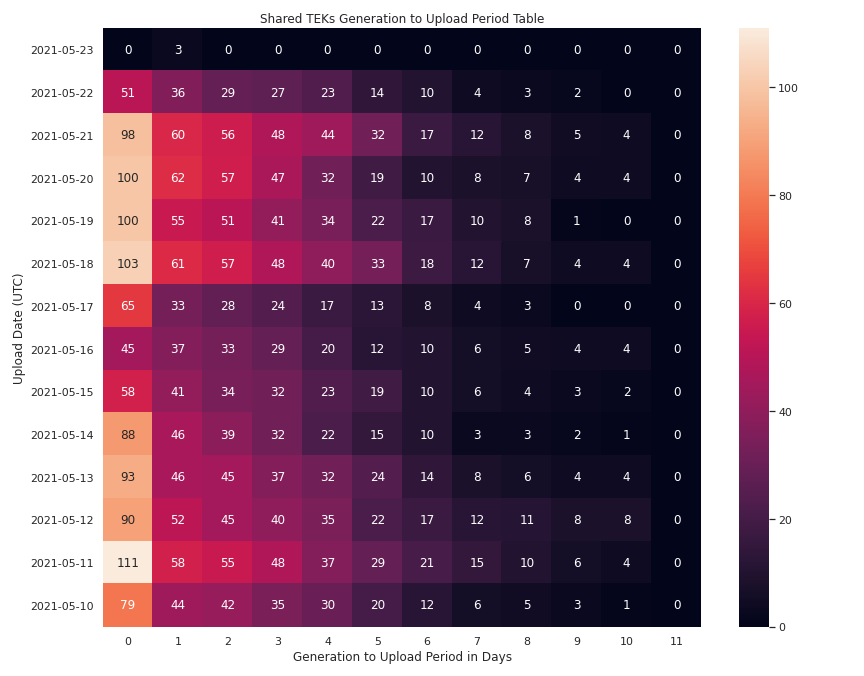 Shared TEKs Generation to Upload Period Table
Upload Date (UTC)
2021-05-23 0 3 0 0 0 0 0 0 0 0 0 0
2021-05-22 51 36 29 27 23 14 10 4 3 2 0 0
2021-05-21 98 60 56 48 44 32 17 12 8 5 4 0
2021-05-20 100 62 57 47 32 19 10 8 7 4 4 0
2021-05-19 100 55 51 41 34 22 17 10 8 1 0 0
2021-05-18 103 61 57 48 40 33 18 12 7 4 4 0
2021-05-17 65 33 28 24 17 13 8 4 3 0 0 0
2021-05-16 45 37 33 29 20 12 10 6 5 4 4 0
2021-05-15 58 41 34 32 23 19 10 6 4 3 2 0
2021-05-14 88 46 39 32 22 15 10 3 3 2 1 0
2021-05-13 93 46 45 37 32 24 14 8 6 4 4 0
2021-05-12 90 52 45 40 35 22 17 12 11 8 8 0
2021-05-11 111 58 55 48 37 29 21 15 10 6 4 0
2021-05-10 79 44 42 35 30 20 12 6 5 3 1 0
0 1 2 3 4 5 6 7 8 9 10 11
Generation to Upload Period in Days
100
80
60
40
20
0